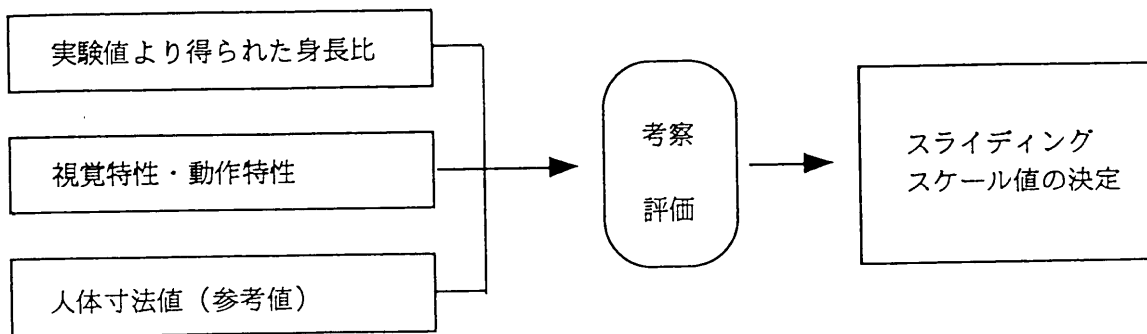 実験値より得られた身長比
視覚特性・動作特性
人体寸法値（参考値）
考察
評価
スライディング
スケール値の決定